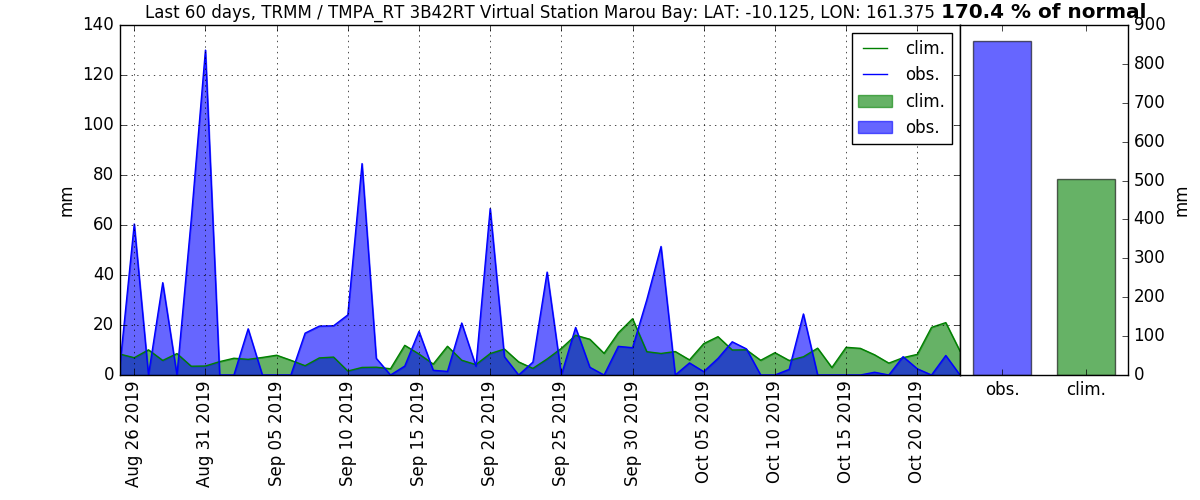 Last 60 days, TRMM / TMPA_RT 3B42RT Virtual Station Marou Bay: LAT: -10.125, LON: 161.375 170.4 % of normal
140
120
100
80
60
40
20
0
mm
clim.
obs.
clim.
obs.
Aug 26 2019
Aug 31 2019
Sep 05 2019
Sep 10 2019
Sep 15 2019
Sep 20 2019
Sep 25 2019
Sep 30 2019
Oct 05 2019
Oct 10 2019
Oct 15 2019
Oct 20 2019
900
800
700
600
500
400
300
200
100
0
mm
obs. clim.